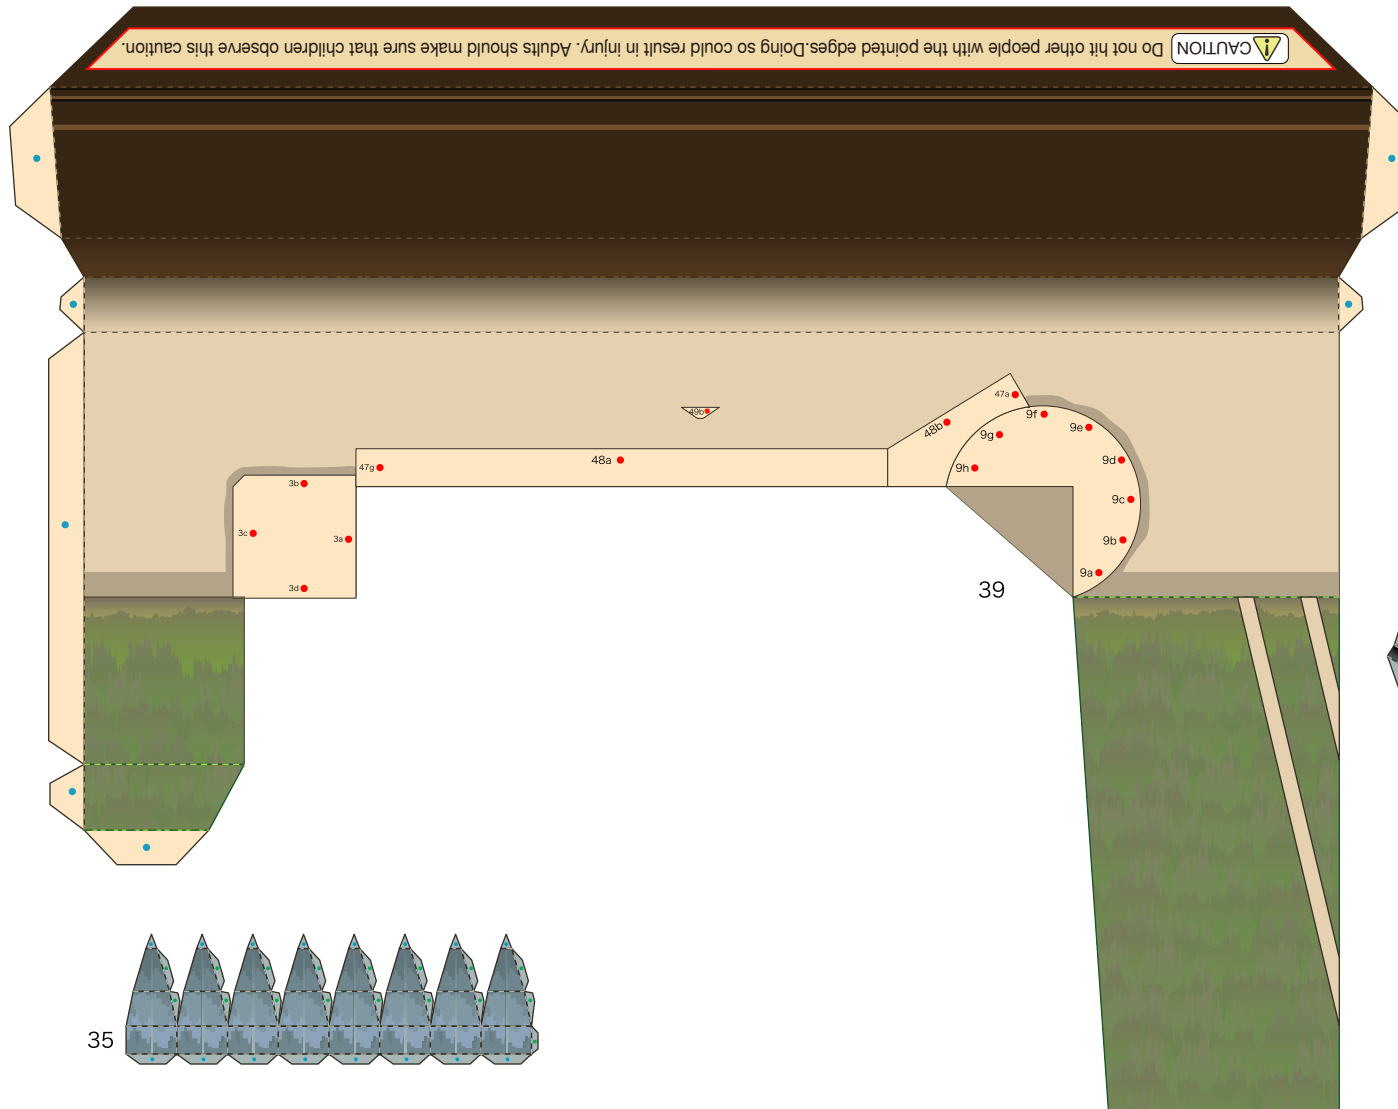 CAUTION Do not hit other people with the pointed edges.Doing so could result in injury. Adults should make sure that children observe this caution.
49b
47a
48b
9f
9e
9g
9d
9h
9c
9b
9a
47g
48a
3b
3c
3a
3d
39
35